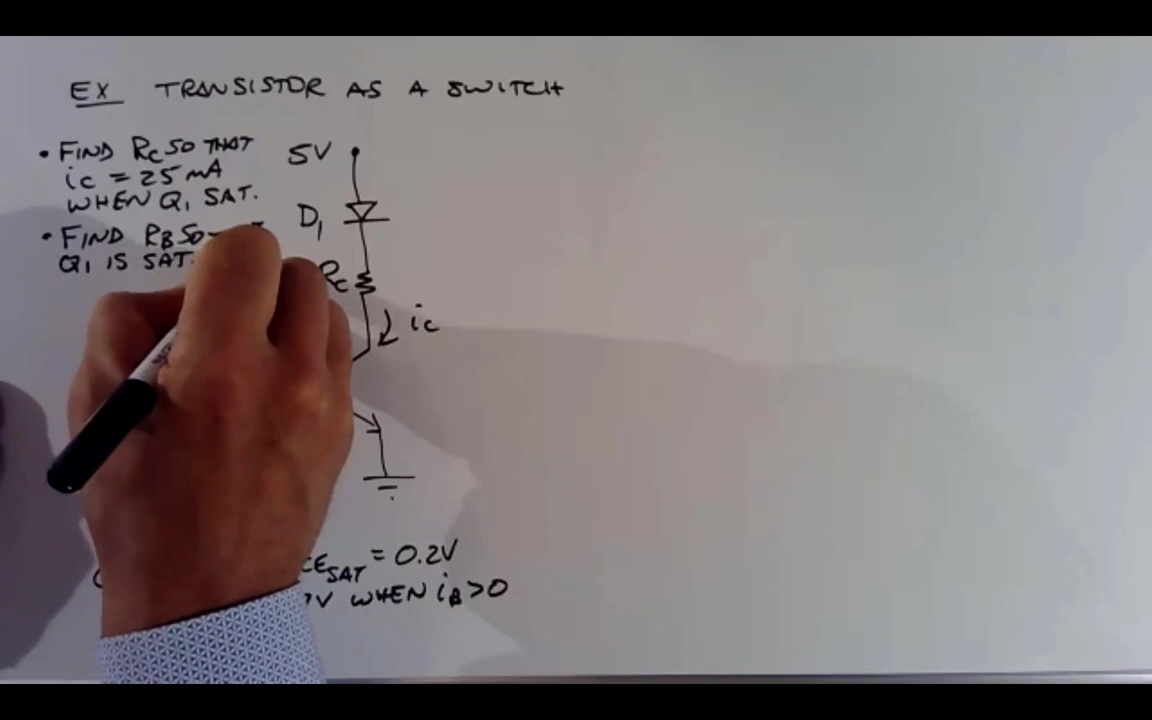 EX TRANSISTOR AS A SWITCH
• FIND RC SO THAT
iC = 25 mA
WHEN Q1 SAT.
• FIND RB SO
Q1 IS SAT.
5V
D1
RC
iC
CESAT = 0.2V
V WHEN iB > 0